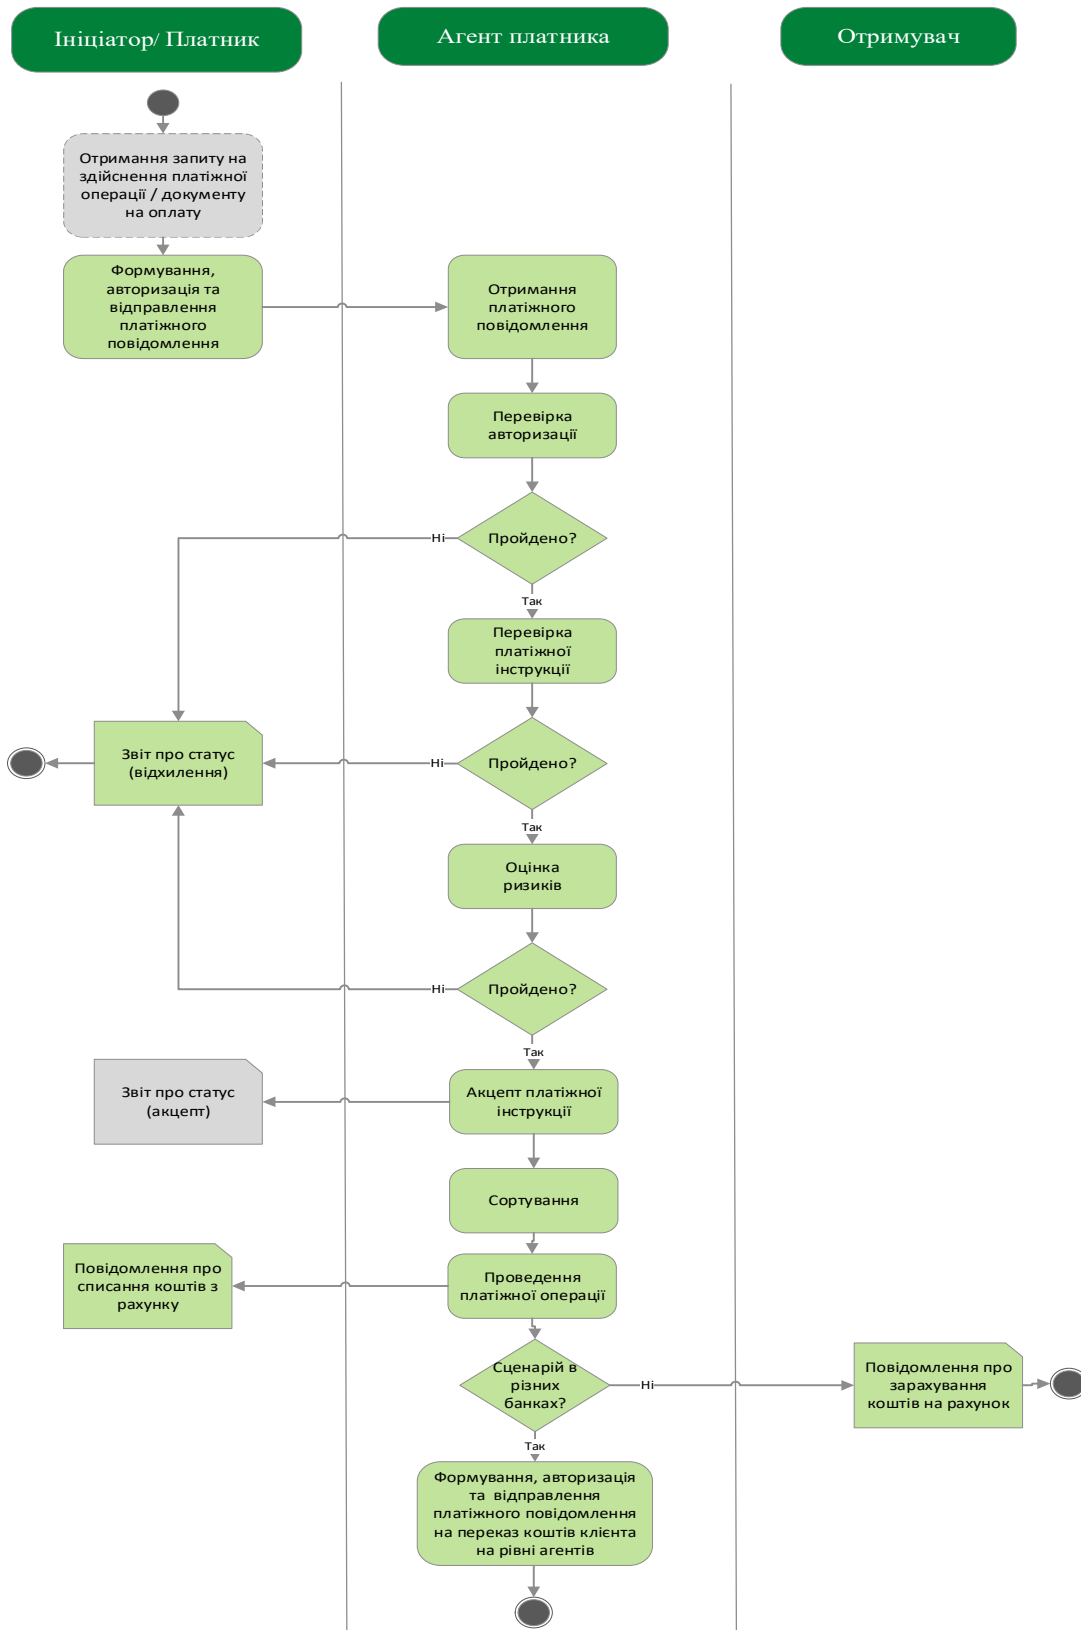 Ініціатор/ Платник
Агент платника
Отримувач
Отримання запиту на
здійснення платіжної
операції / документу
на оплату
Формування,
авторизація та
відправлення
платіжного
повідомлення
Отримання
платіжного
повідомлення
Перевірка
авторизації
Пройдено?
Ні
Так
Перевірка
платіжної
інструкції
Звіт про статус
(відхилення)
Ні
Пройдено?
Так
Оцінка
ризиків
Пройдено?
Ні
Так
Звіт про статус
(акцепт)
Акцепт платіжної
інструкції
Сортування
Повідомлення про
списання коштів з
рахунку
Проведення
платіжної операції
Сценарій в
різних
банках?
Ні
Повідомлення про
зарахування
коштів на рахунок
Так
Формування, авторизація
та відправлення
платіжного повідомлення
на переказ коштів клієнта
на рівні агентів